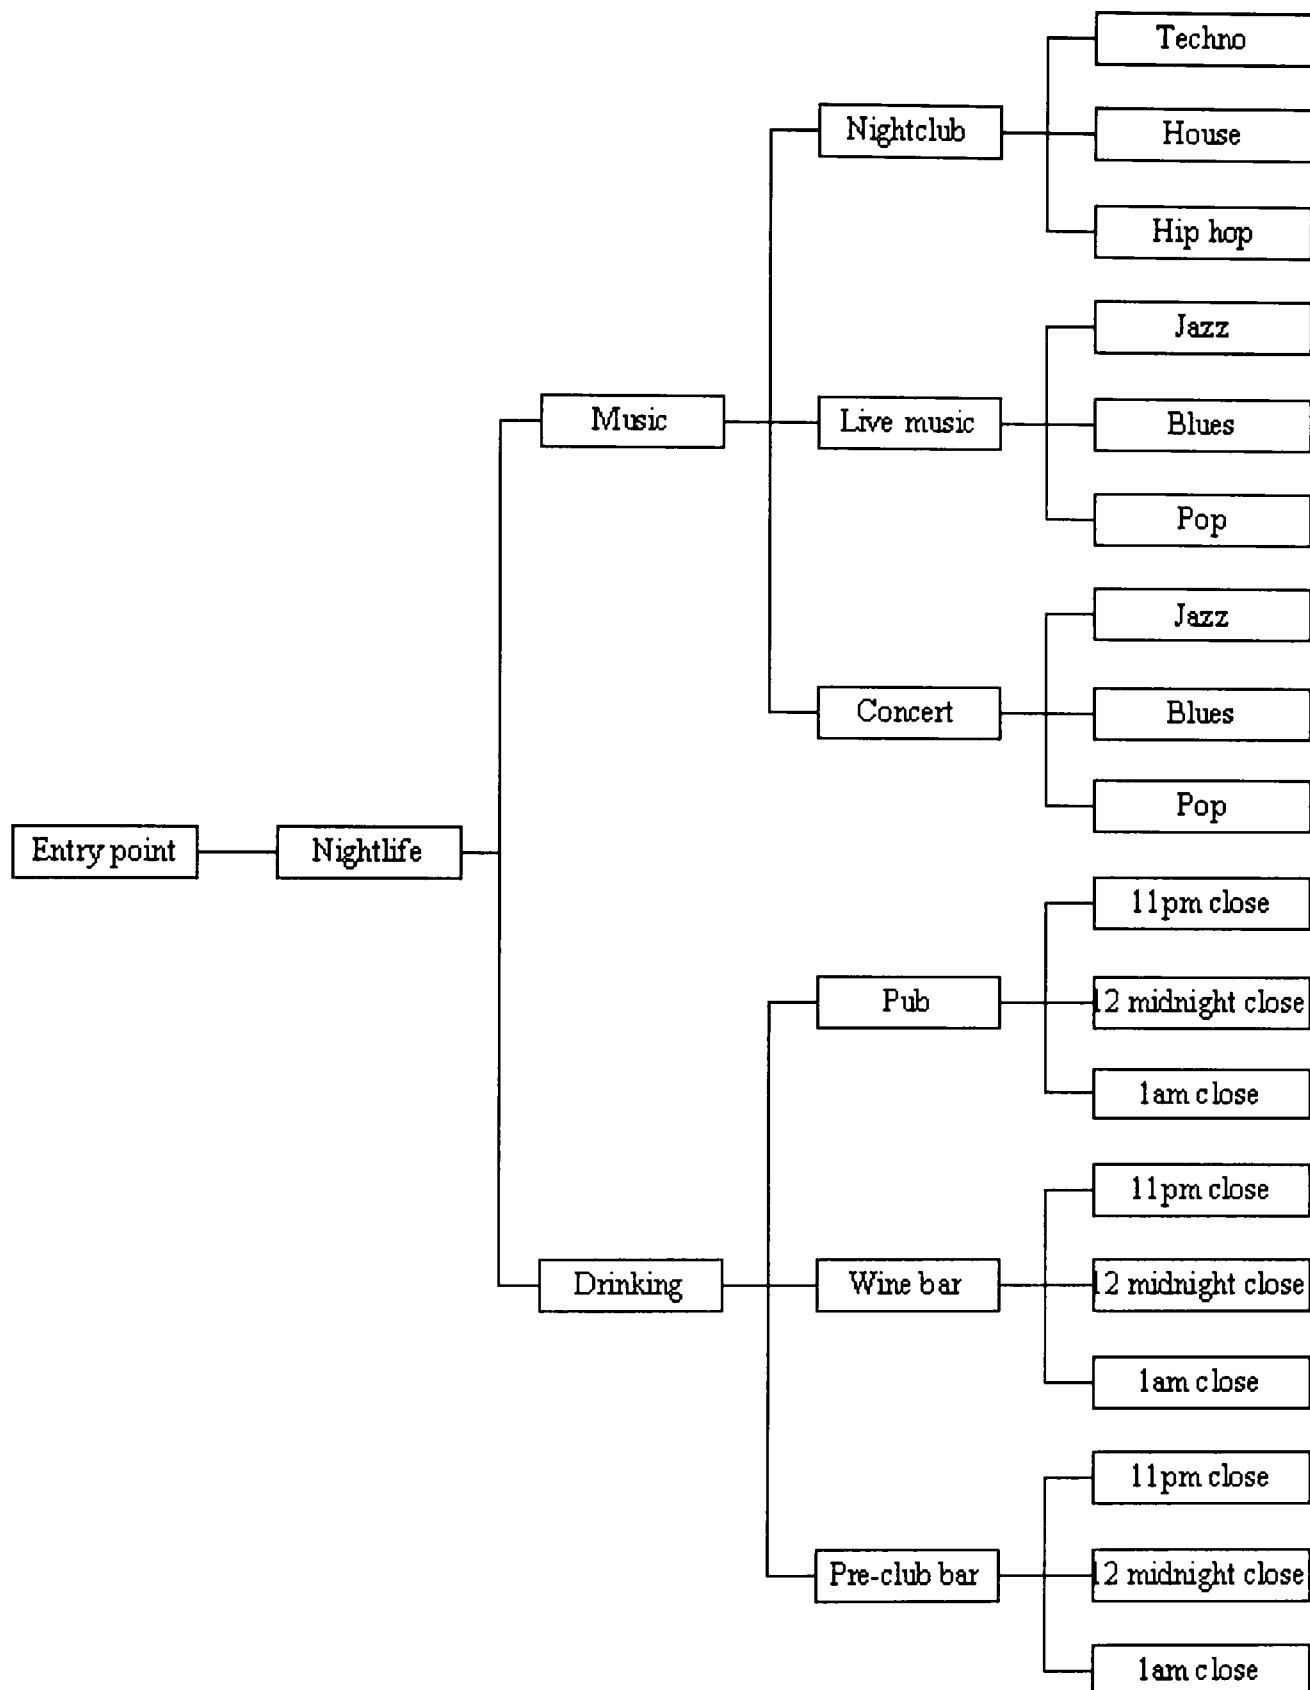 Techno
Nightclub
House
Hip hop
Jazz
Music
Live music
Blues
Pop
Jazz
Concert
Blues
Pop
Entry point
Nightlife
11pm close
Pub
12 midnight close
1am close
11pm close
Drinking
Wine bar
12 midnight close
1am close
11pm close
Pre-club bar
12 midnight close
1am close